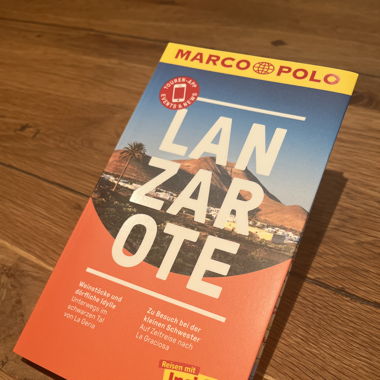 MARCO POLO
TOUREN-APP
EVENTS & NEWS
LAN
ZAR
OTE
Weinstöcke und
dörfliche Idylle
Unterwegs im
schwarzen Tal
von La Geria
Zu Besuch bei der
kleinen Schwester
Auf Zeitreise nach
La Graciosa
Reisen mit